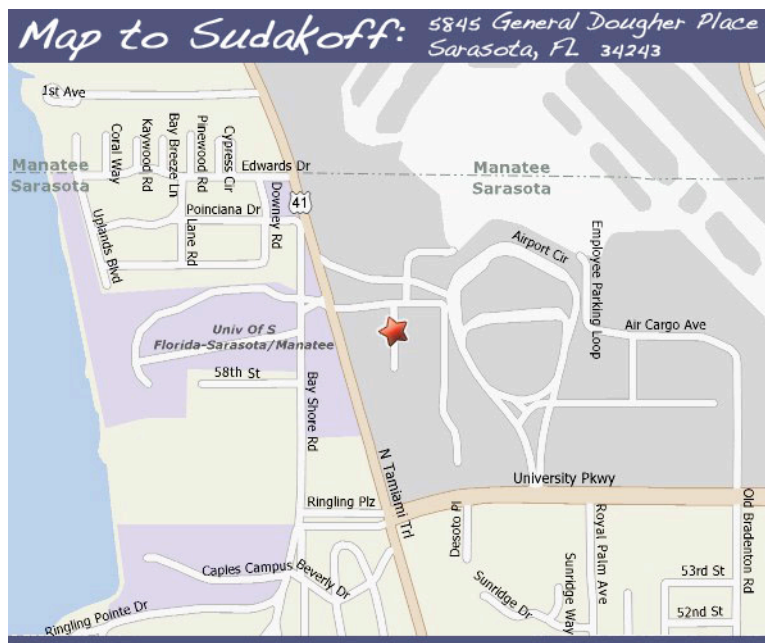 Map to Sudakoff:
5845 General Dougher Place
Sarasota, FL 34243
1st Ave
Coral Way
Kaywood Rd
Bay Breeze Ln
Pinewood Rd
Cypress Cir
Manatee
Sarasota
Edwards Dr
Manatee
Sarasota
41
Downey Rd
Poinciana Dr
Uplands Blvd
Lane Rd
Airport Cir
Employee Parking Loop
Air Cargo Ave
Univ Of S
Florida-Sarasota/Manatee
58th St
Bay Shore Rd
N Tamiami Trl
University Pkwy
Old Bradenton Rd
Ringling Plz
Desoto Pl
Royal Palm Ave
Caples Campus
Beverly Dr
Sunridge Dr
Sunridge Way
53rd St
52nd St
Ringling Pointe Dr